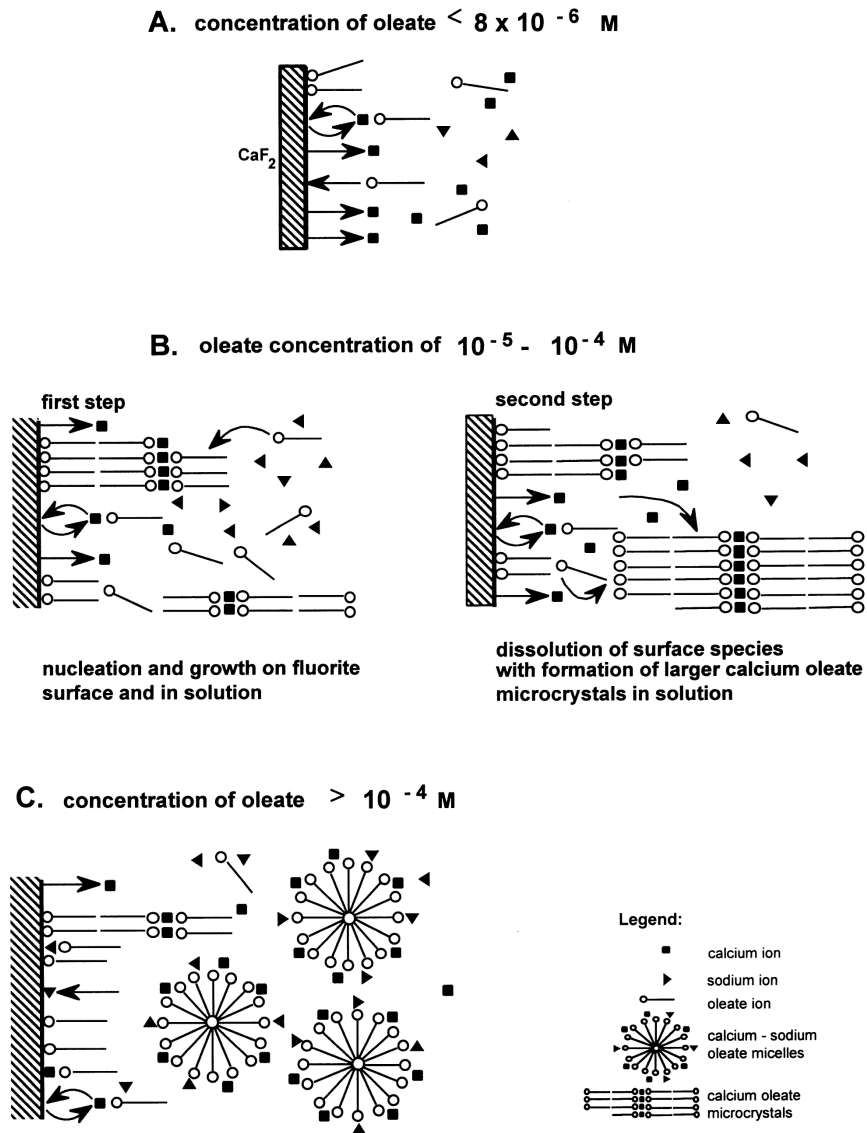 A. concentration of oleate < 8 x 10 - 6 M
CaF2
B. oleate concentration of 10 - 5 - 10 - 4 M
first step
second step
nucleation and growth on fluorite
surface and in solution
dissolution of surface species
with formation of larger calcium oleate
microcrystals in solution
C. concentration of oleate > 10 - 4 M
Legend:
calcium ion
sodium ion
oleate ion
calcium - sodium
oleate micelles
calcium oleate
microcrystals